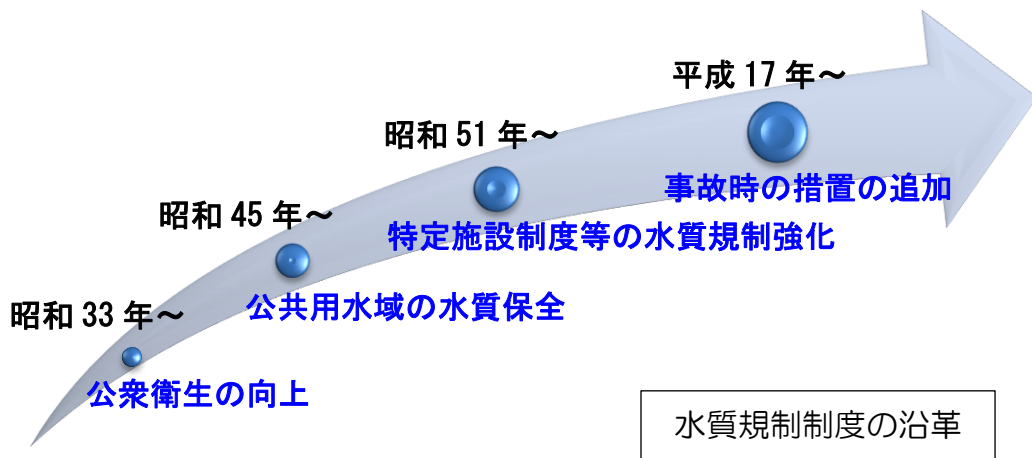 平成 17 年～
昭和 51 年～
事故時の措置の追加
昭和 45 年～
特定施設制度等の水質規制強化
公共用水域の水質保全
昭和 33 年～
公衆衛生の向上
水質規制制度の沿革